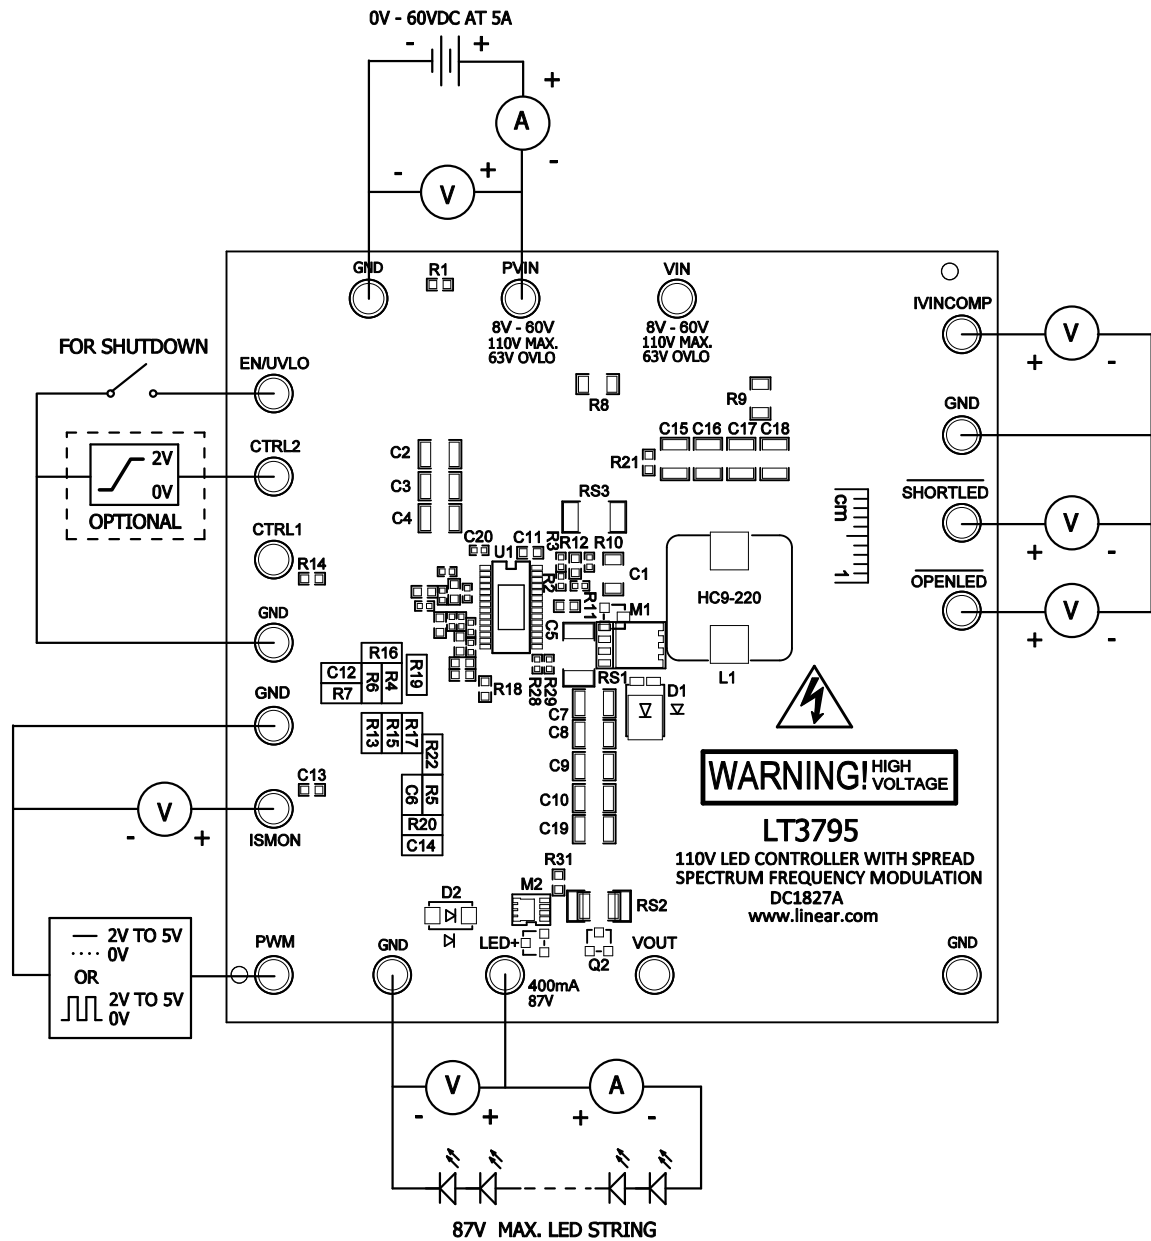 0V - 60VDC AT 5A
- +
+
A
-
- V +
GND
R1
PVIN
8V - 60V
110V MAX.
63V OVLO
VIN
8V - 60V
110V MAX.
63V OVLO
IVINCOMP
V
+ -
FOR SHUTDOWN
EN/UVLO
R8
R9
GND
CTRL2
2V
0V
OPTIONAL
C2
C3
C4
C15 C16 C17 C18
R21
RS3
cm
1
SHORTLED
V
+ -
CTRL1
R14
C20
U1
C11
R3
R12
R10
R2
C1
R11
M1
C5
HC9-220
L1
OPENLED
V
+ -
GND
R16
C12
R7
R6
R4
R19
R18
R28
R29
RS1
D1
GND
R13
R15
R17
R22
C7
C8
C9
C10
C19
C13
C6
R5
R20
C14
V
- +
ISMON
WARNING! HIGH
VOLTAGE
LT3795
110V LED CONTROLLER WITH SPREAD
SPECTRUM FREQUENCY MODULATION
DC1827A
www.linear.com
R31
M2
D2
RS2
Q2
2V TO 5V
0V
OR
2V TO 5V
0V
PWM
GND
LED+
400mA
87V
VOUT
GND
V
- +
A
+ -
87V MAX. LED STRING